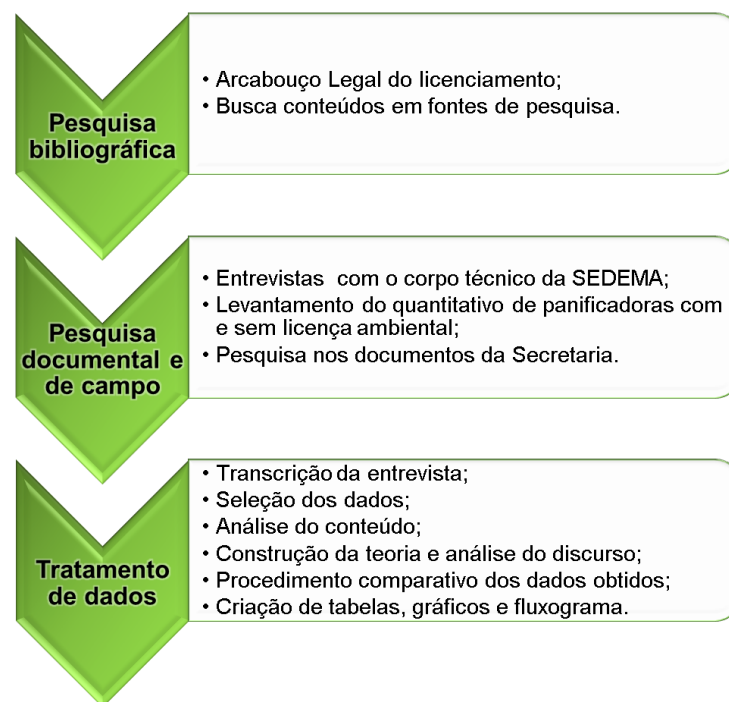 Pesquisa
bibliográfica
• Arcabouço Legal do licenciamento;
• Busca conteúdos em fontes de pesquisa.
Pesquisa
documental e
de campo
• Entrevistas com o corpo técnico da SEDEMA;
• Levantamento do quantitativo de panificadoras com
e sem licença ambiental;
• Pesquisa nos documentos da Secretaria.
Tratamento
de dados
• Transcrição da entrevista;
• Seleção dos dados;
• Análise do conteúdo;
• Construção da teoria e análise do discurso;
• Procedimento comparativo dos dados obtidos;
• Criação de tabelas, gráficos e fluxograma.